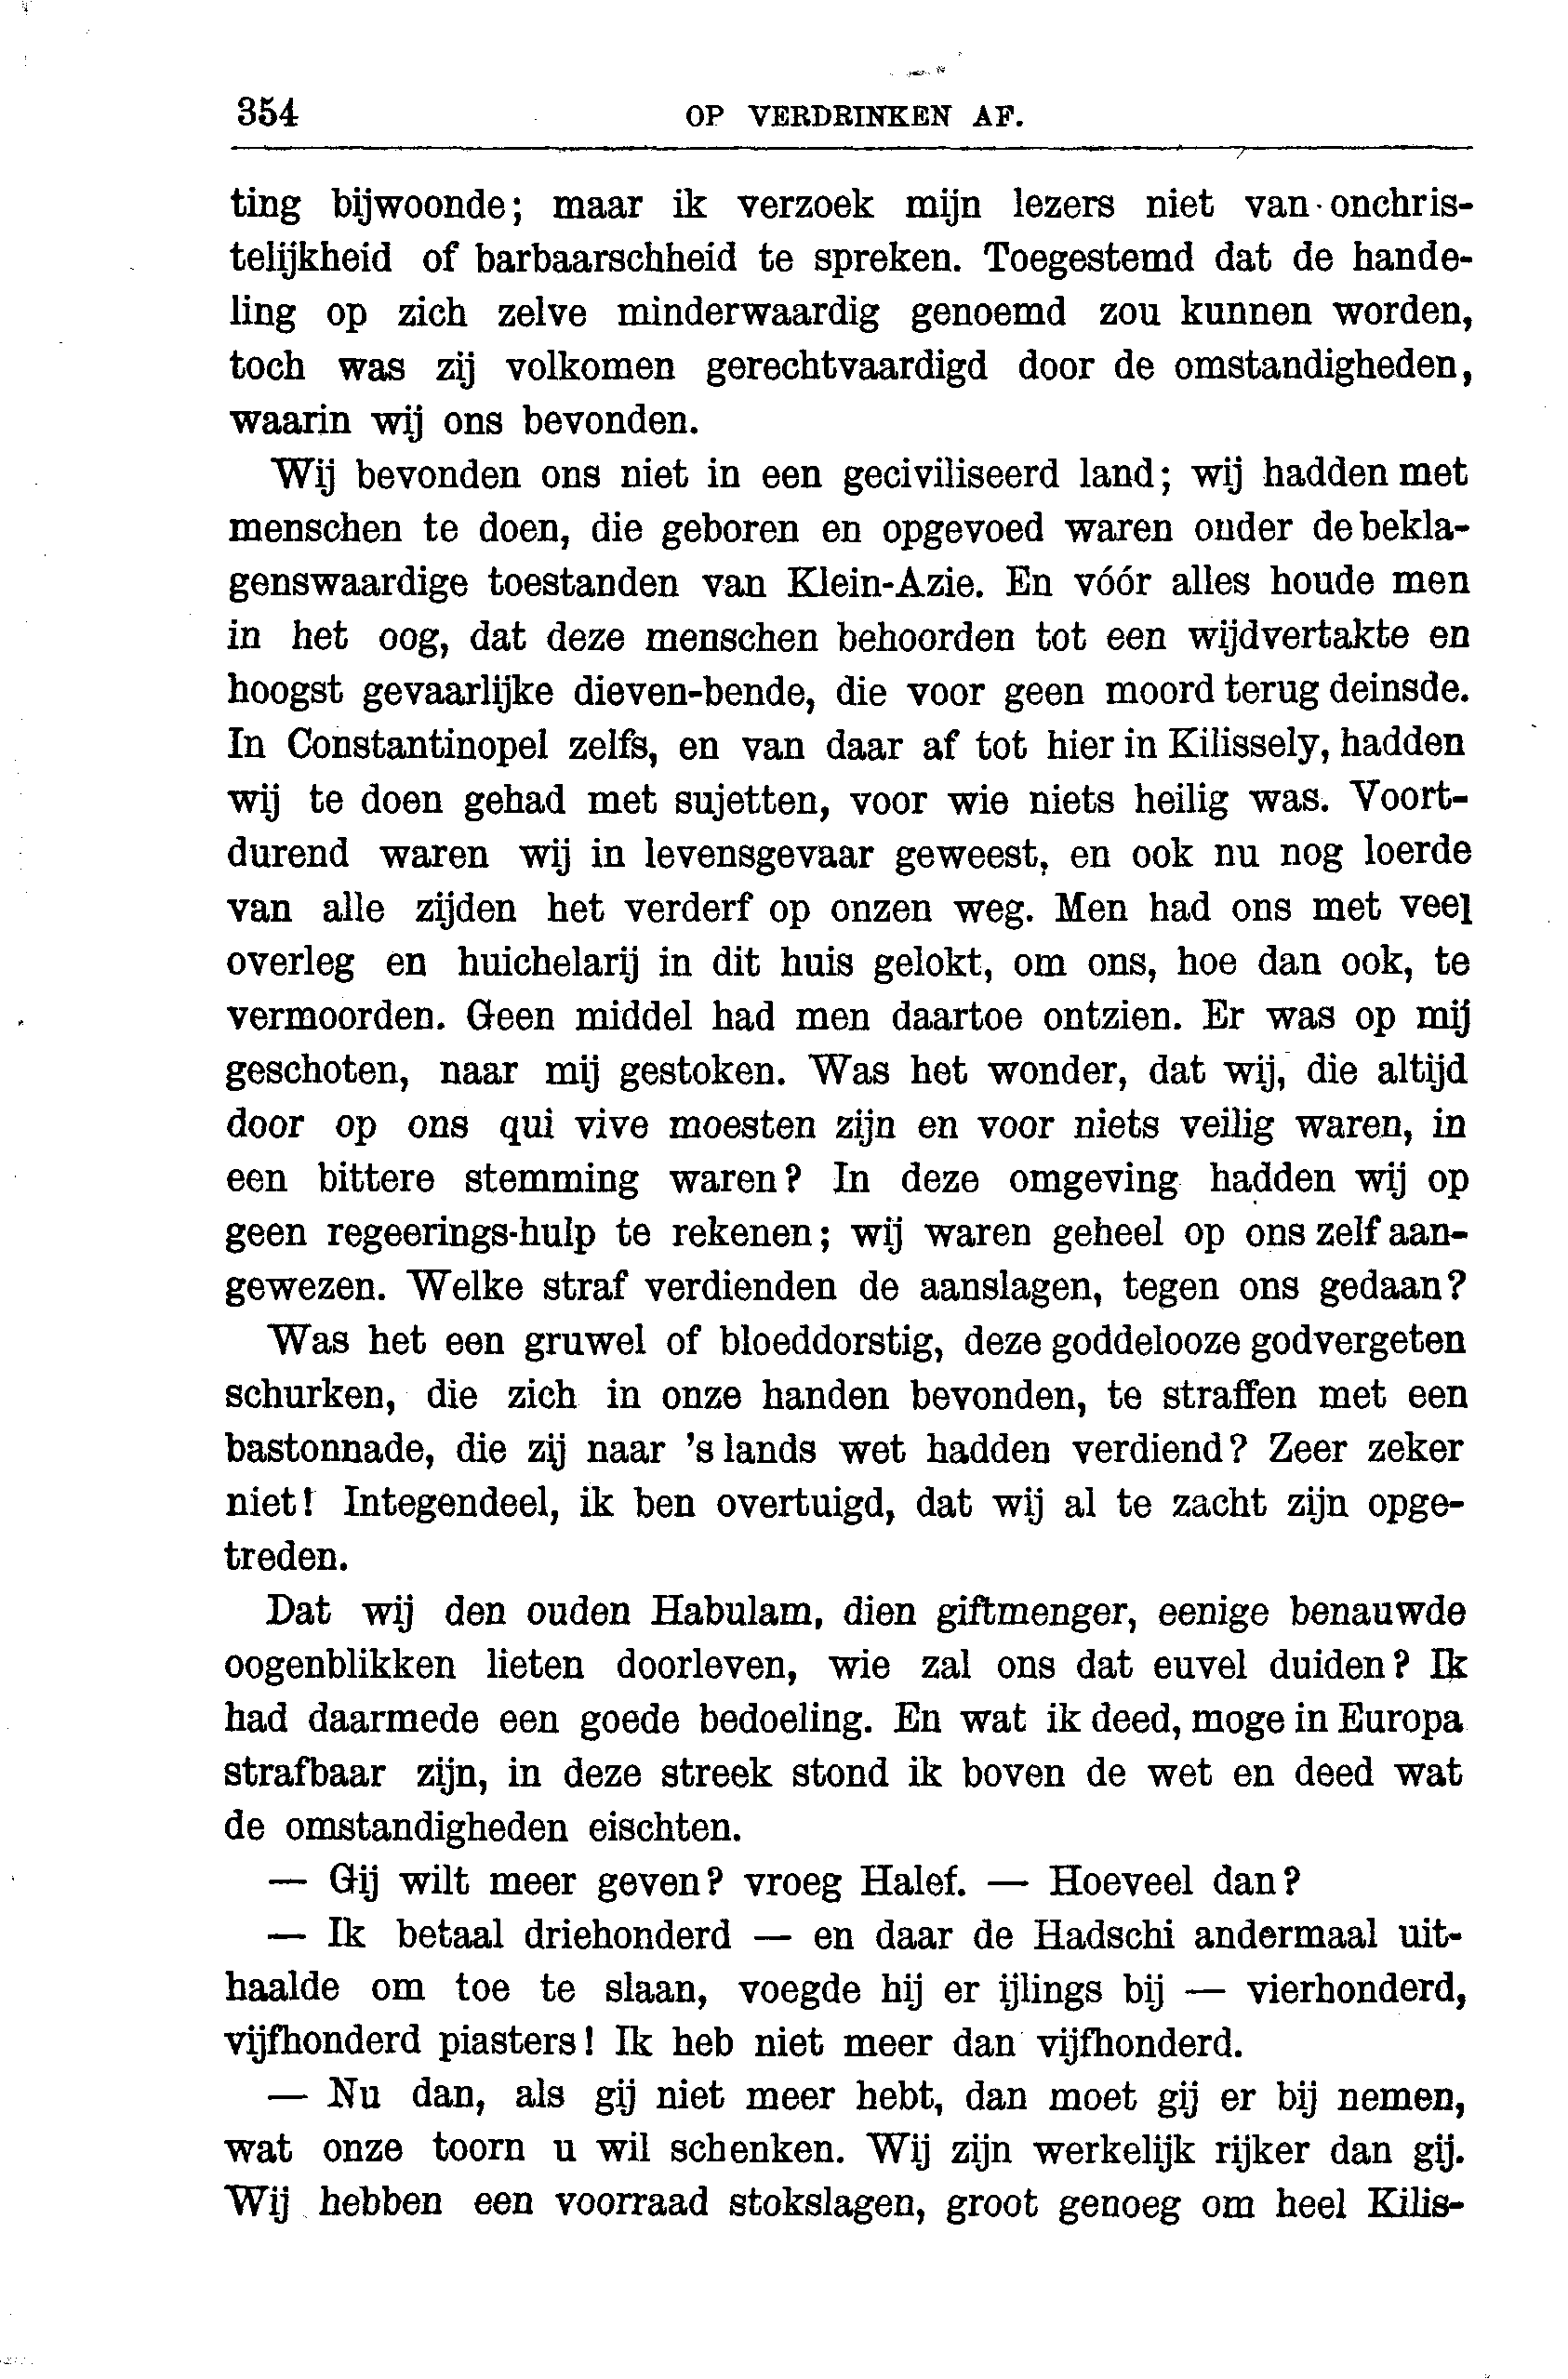 354 OP VERDRINKEN AF.
ting bijwoonde; maar ik verzoek mijn lezers niet van onchris-
telijkheid of barbaarschheid te spreken. Toegestemd dat de hande-
ling op zich zelve minderwaardig genoemd zou kunnen worden,
toch was zij volkomen gerechtvaardigd door de omstandigheden,
waarin wij ons bevonden.
Wij bevonden ons niet in een geciviliseerd land; wij hadden met
menschen te doen, die geboren en opgevoed waren onder de bekla-
genswaardige toestanden van Klein-Azie. En vóór alles houde men
in het oog, dat deze menschen behoorden tot een wijdvertakte en
hoogst gevaarlijke dieven-bende, die voor geen moord terug deinsde.
In Constantinopel zelfs, en van daar af tot hier in Kilissely, hadden
wij te doen gehad met sujetten, voor wie niets heilig was. Voort-
durend waren wij in levensgevaar geweest, en ook nu nog loerde
van alle zijden het verderf op onzen weg. Men had ons met veel
overleg en huichelarij in dit huis gelokt, om ons, hoe dan ook, te
vermoorden. Geen middel had men daartoe ontzien. Er was op mij
geschoten, naar mij gestoken. Was het wonder, dat wij, die altijd
door op ons qui vive moesten zijn en voor niets veilig waren, in
een bittere stemming waren? In deze omgeving hadden wij op
geen regeerings-hulp te rekenen; wij waren geheel op ons zelf aan-
gewezen. Welke straf verdienden de aanslagen, tegen ons gedaan?
Was het een gruwel of bloeddorstig, deze goddelooze godvergeten
schurken, die zich in onze handen bevonden, te straffen met een
bastonnade, die zij naar 's lands wet hadden verdiend? Zeer zeker
niet! Integendeel, ik ben overtuigd, dat wij al te zacht zijn opge-
treden.
Dat wij den ouden Habulam, dien giftmenger, eenige benauwde
oogenblikken lieten doorleven, wie zal ons dat euvel duiden? Ik
had daarmede een goede bedoeling. En wat ik deed, moge in Europa
strafbaar zijn, in deze streek stond ik boven de wet en deed wat
de omstandigheden eischten.
— Gij wilt meer geven? vroeg Halef. — Hoeveel dan?
— Ik betaal driehonderd — en daar de Hadschi andermaal uit-
haalde om toe te slaan, voegde hij er ijlings bij — vierhonderd,
vijfhonderd piasters! Ik heb niet meer dan vijfhonderd.
— Nu dan, als gij niet meer hebt, dan moet gij er bij nemen,
wat onze toorn u wil schenken. Wij zijn werkelijk rijker dan gij.
Wij hebben een voorraad stokslagen, groot genoeg om heel Kilis-